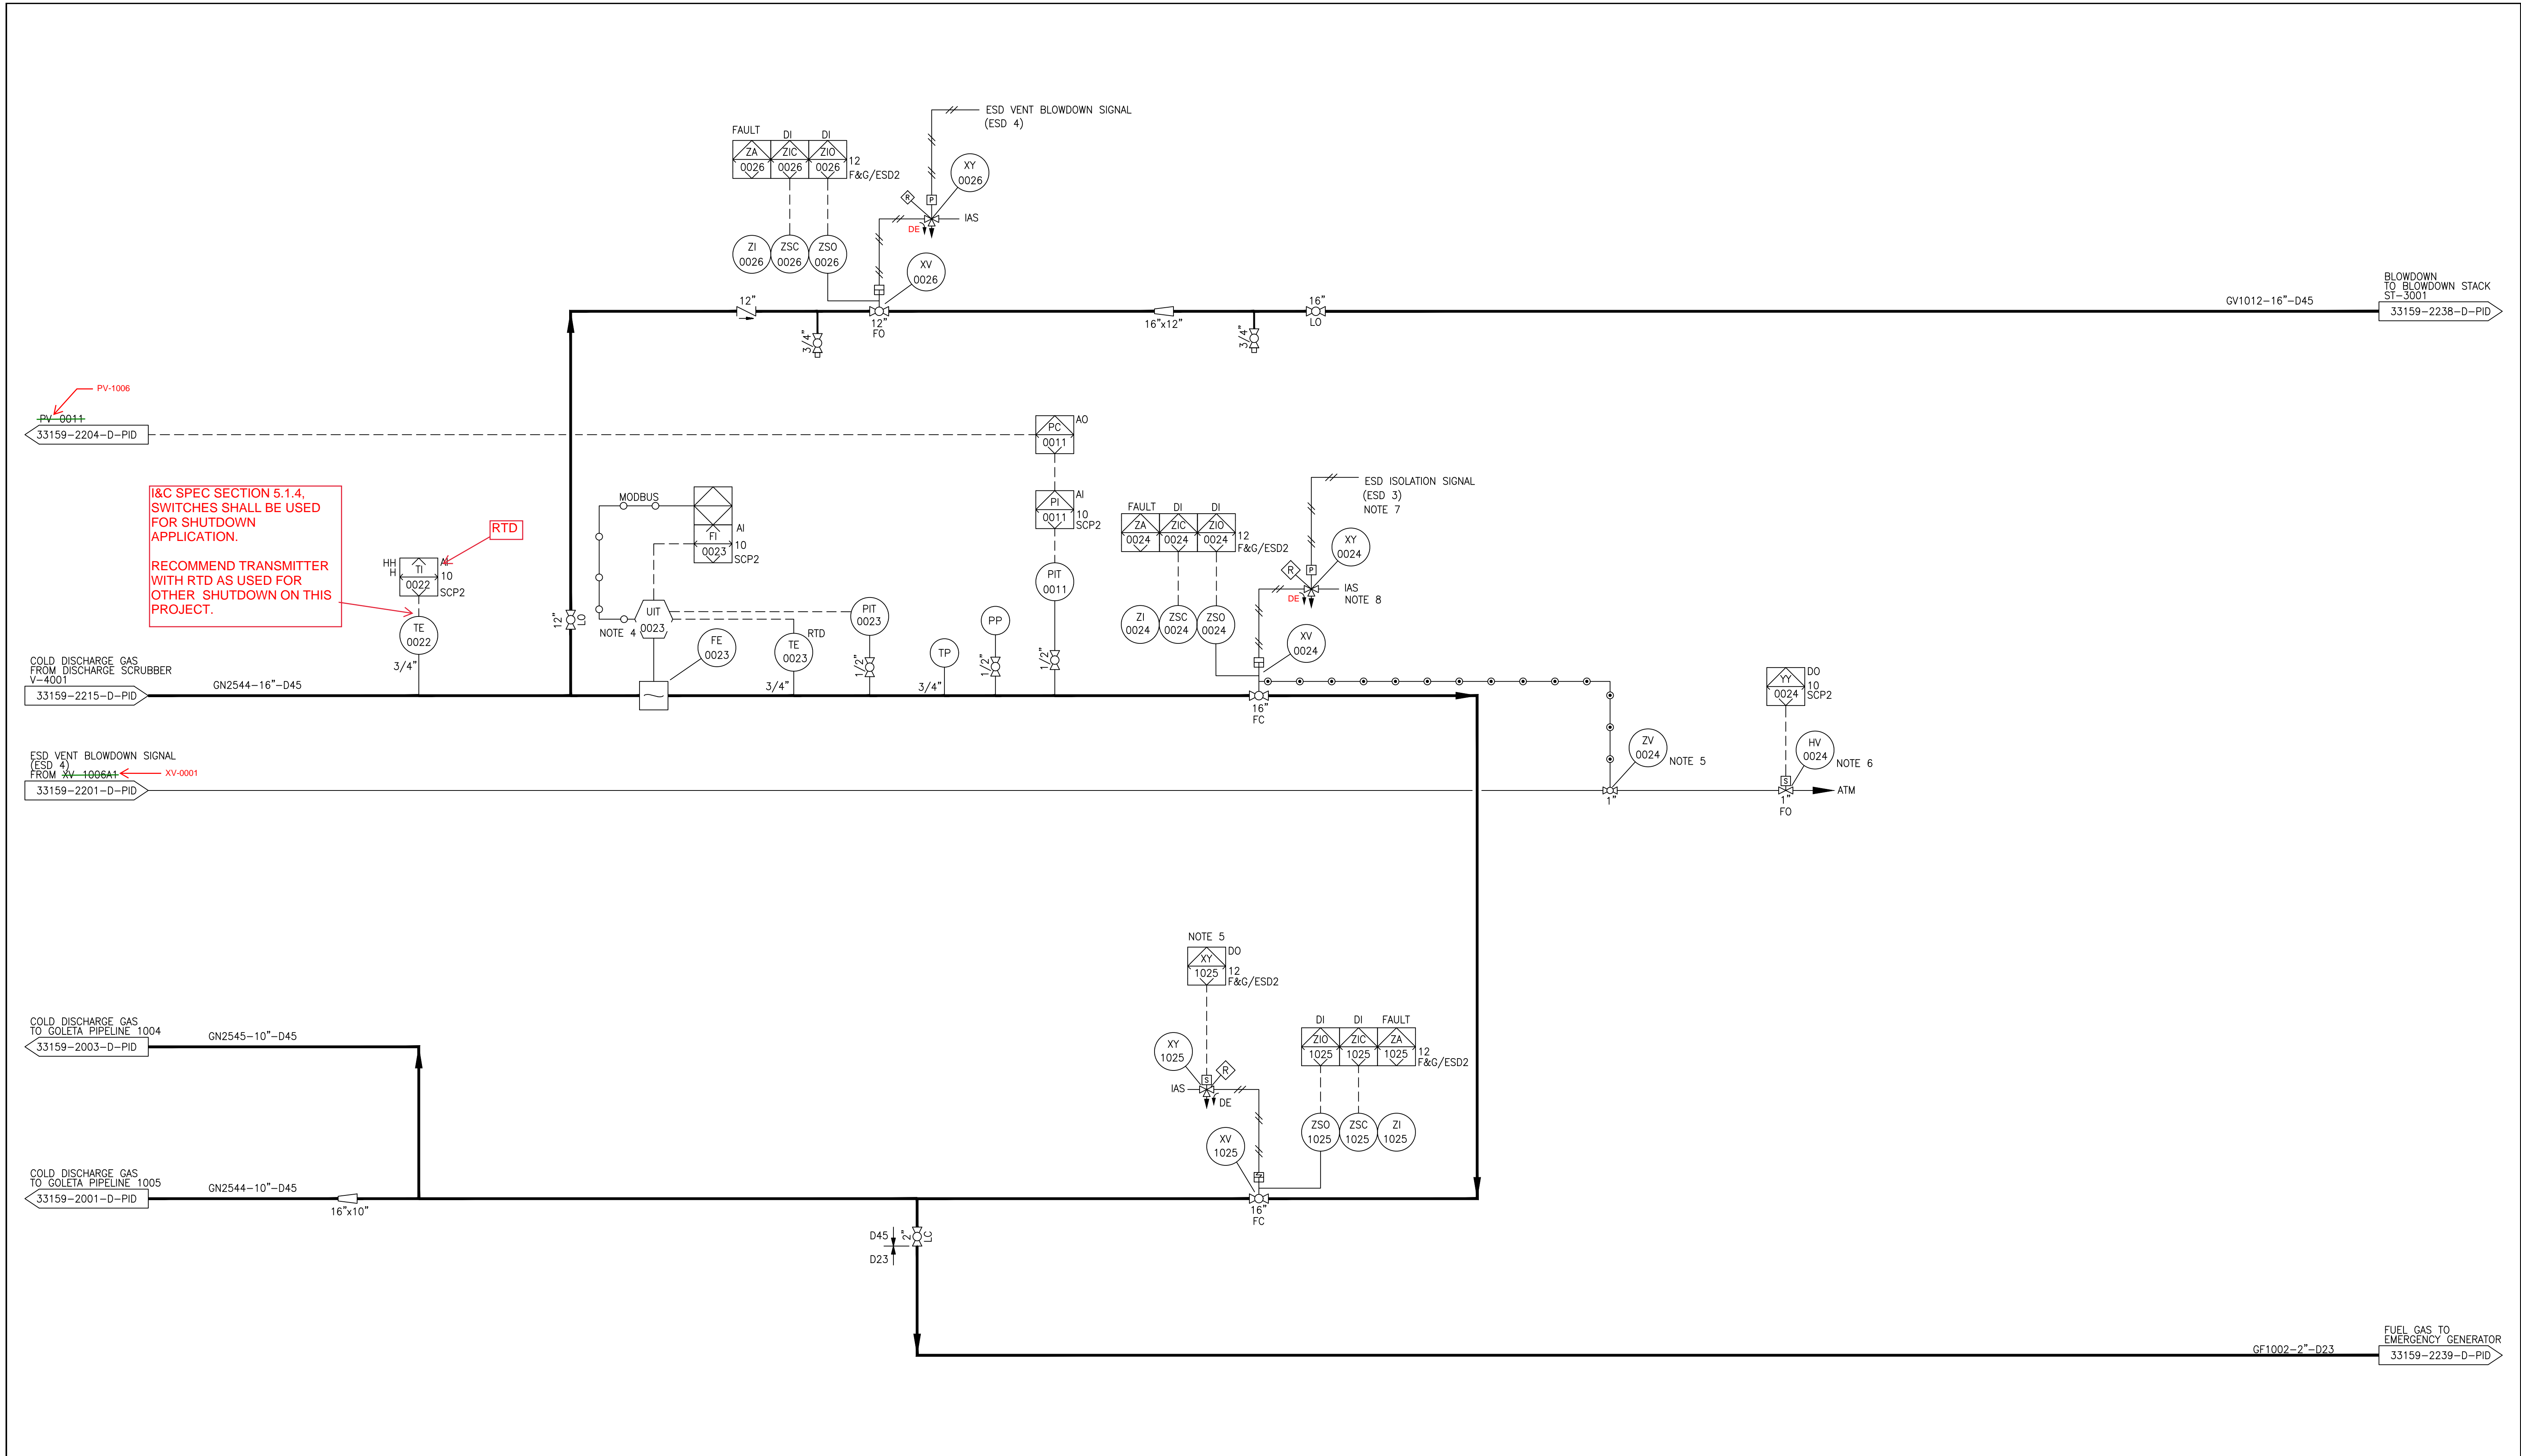 ESD VENT BLOWDOWN SIGNAL
(ESD 4)
FAULT
DI
DI
ZA
0026
ZIC
0026
ZIO
0026
12
F&G/ESD2
XY
0026
R
P
IAS
DE
ZI
0026
ZSC
0026
ZSO
0026
XV
0026
12"
12"
FO
3/4"
16"x12"
3/4"
16"
LO
GV1012-16"-D45
BLOWDOWN
TO BLOWDOWN STACK
ST-3001
33159-2238-D-PID
PV-1006
PV 0011
33159-2204-D-PID
PC
0011
AO
PI
0011
AI
10
SCP2
PIT
0011
1/2"
I&C SPEC SECTION 5.1.4,
SWITCHES SHALL BE USED
FOR SHUTDOWN
APPLICATION.
RECOMMEND TRANSMITTER
WITH RTD AS USED FOR
OTHER SHUTDOWN ON THIS
PROJECT.
RTD
HH
H
TI
0022
AI
10
SCP2
TE
0022
3/4"
12"
LO
MODBUS
FI
0023
AI
10
SCP2
UIT
0023
NOTE 4
FE
0023
TE
0023
RTD
3/4"
PIT
0023
1/2"
TP
3/4"
PP
1/2"
FAULT
DI
DI
ZA
0024
ZIC
0024
ZIO
0024
12
F&G/ESD2
ESD ISOLATION SIGNAL
(ESD 3)
NOTE 7
XY
0024
R
P
IAS
NOTE 8
DE
ZI
0024
ZSC
0024
ZSO
0024
XV
0024
16"
FC
COLD DISCHARGE GAS
FROM DISCHARGE SCRUBBER
V-4001
33159-2215-D-PID
GN2544-16"-D45
YY
0024
DO
10
SCP2
ZV
0024
NOTE 5
HV
0024
NOTE 6
S
1"
1"
FO
ATM
ESD VENT BLOWDOWN SIGNAL
(ESD 4)
FROM XV 1006A1
XV-0001
33159-2201-D-PID
NOTE 5
XY
1025
DO
12
F&G/ESD2
DI
DI
FAULT
ZIO
1025
ZIC
1025
ZA
1025
12
F&G/ESD2
XY
1025
R
S
IAS
DE
ZSO
1025
ZSC
1025
ZI
1025
XV
1025
16"
FC
COLD DISCHARGE GAS
TO GOLETA PIPELINE 1004
33159-2003-D-PID
GN2545-10"-D45
COLD DISCHARGE GAS
TO GOLETA PIPELINE 1005
33159-2001-D-PID
GN2544-10"-D45
16"x10"
D45
D23
2"
LC
GF1002-2"-D23
FUEL GAS TO
EMERGENCY GENERATOR
33159-2239-D-PID